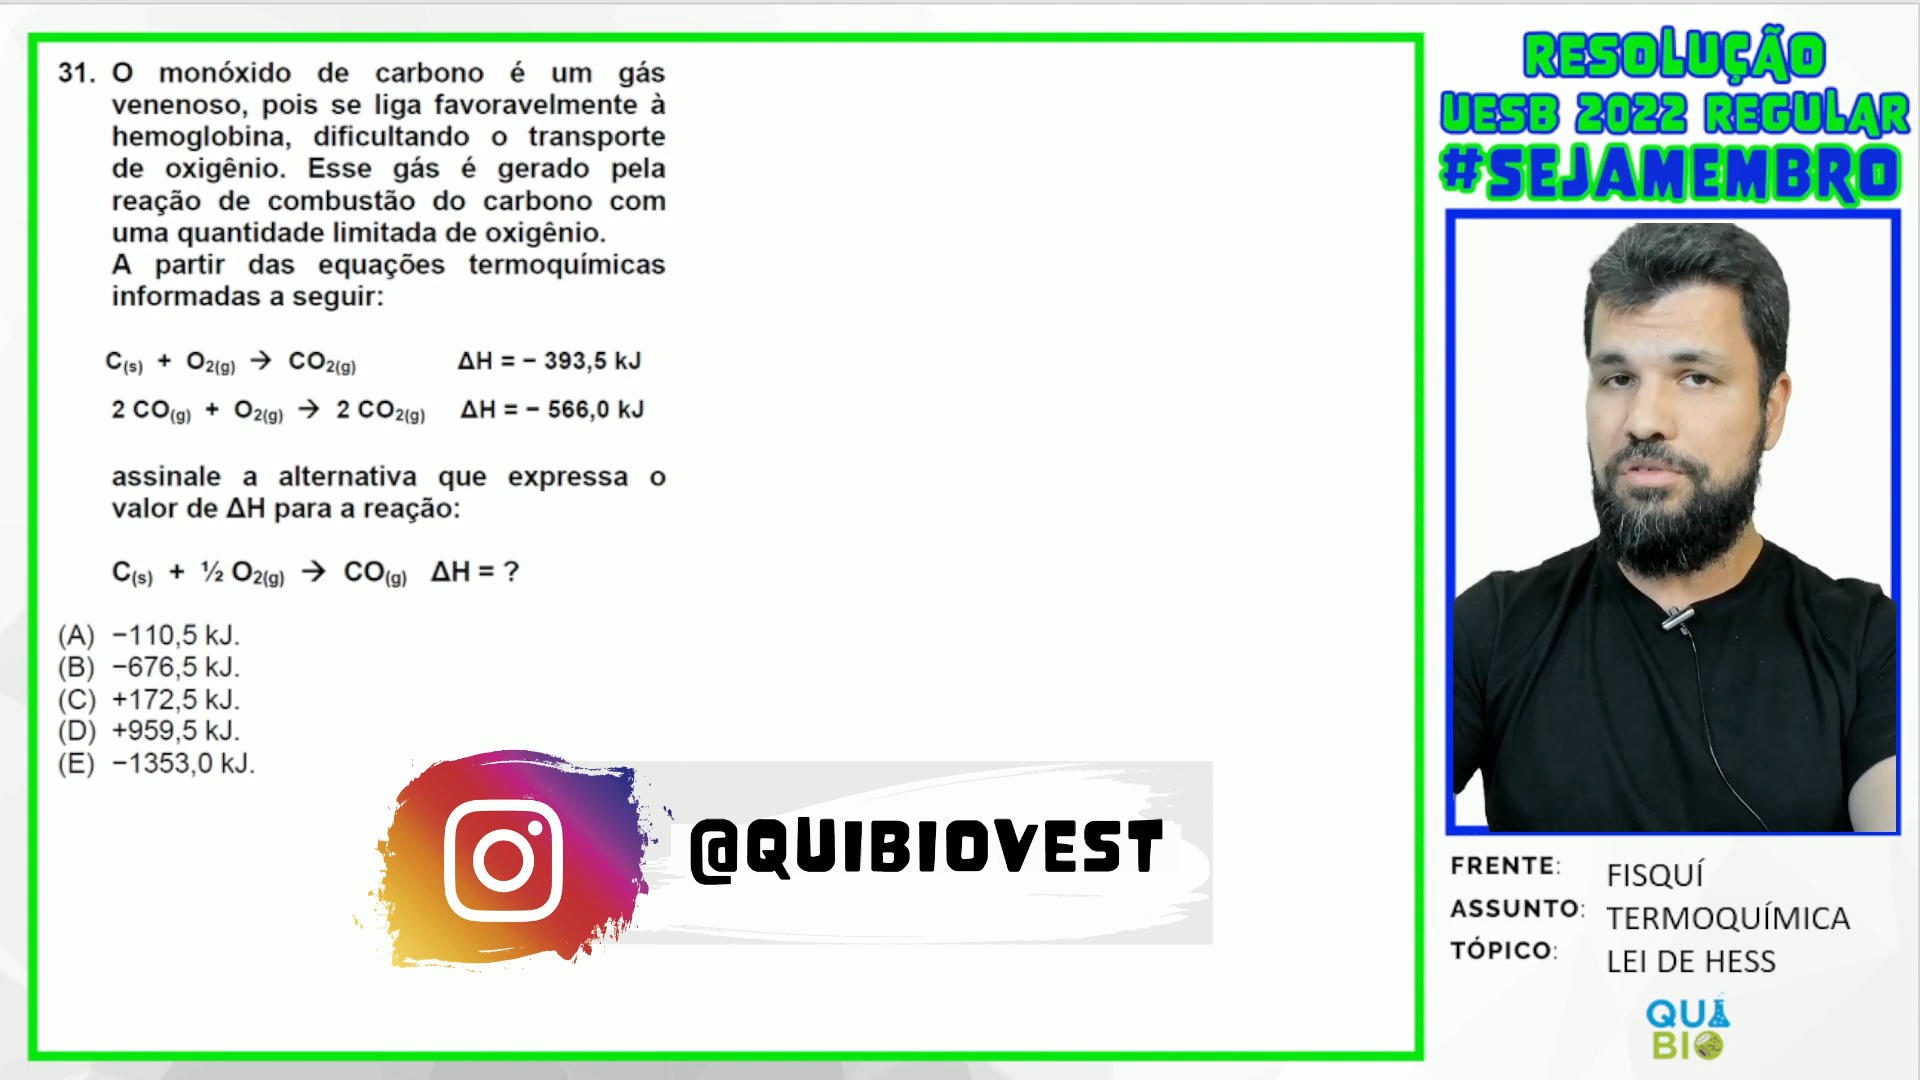 31. O monóxido de carbono é um gás
venenoso, pois se liga favoravelmente à
hemoglobina, dificultando o transporte
de oxigênio. Esse gás é gerado pela
reação de combustão do carbono com
uma quantidade limitada de oxigênio.
A partir das equações termoquímicas
informadas a seguir:
C(s) + O2(g) → CO2(g) ΔH = − 393,5 kJ
2 CO(g) + O2(g) → 2 CO2(g) ΔH = − 566,0 kJ
assinale a alternativa que expressa o
valor de ΔH para a reação:
C(s) + ½ O2(g) → CO(g) ΔH = ?
(A) −110,5 kJ.
(B) −676,5 kJ.
(C) +172,5 kJ.
(D) +959,5 kJ.
(E) −1353,0 kJ.
@QUIBIOVEST
RESOLUÇÃO
UESB 2022 REGULAR
#SEJAMEMBRO
FRENTE: FISQUÍ
ASSUNTO: TERMOQUÍMICA
TÓPICO: LEI DE HESS
QUI
BIO